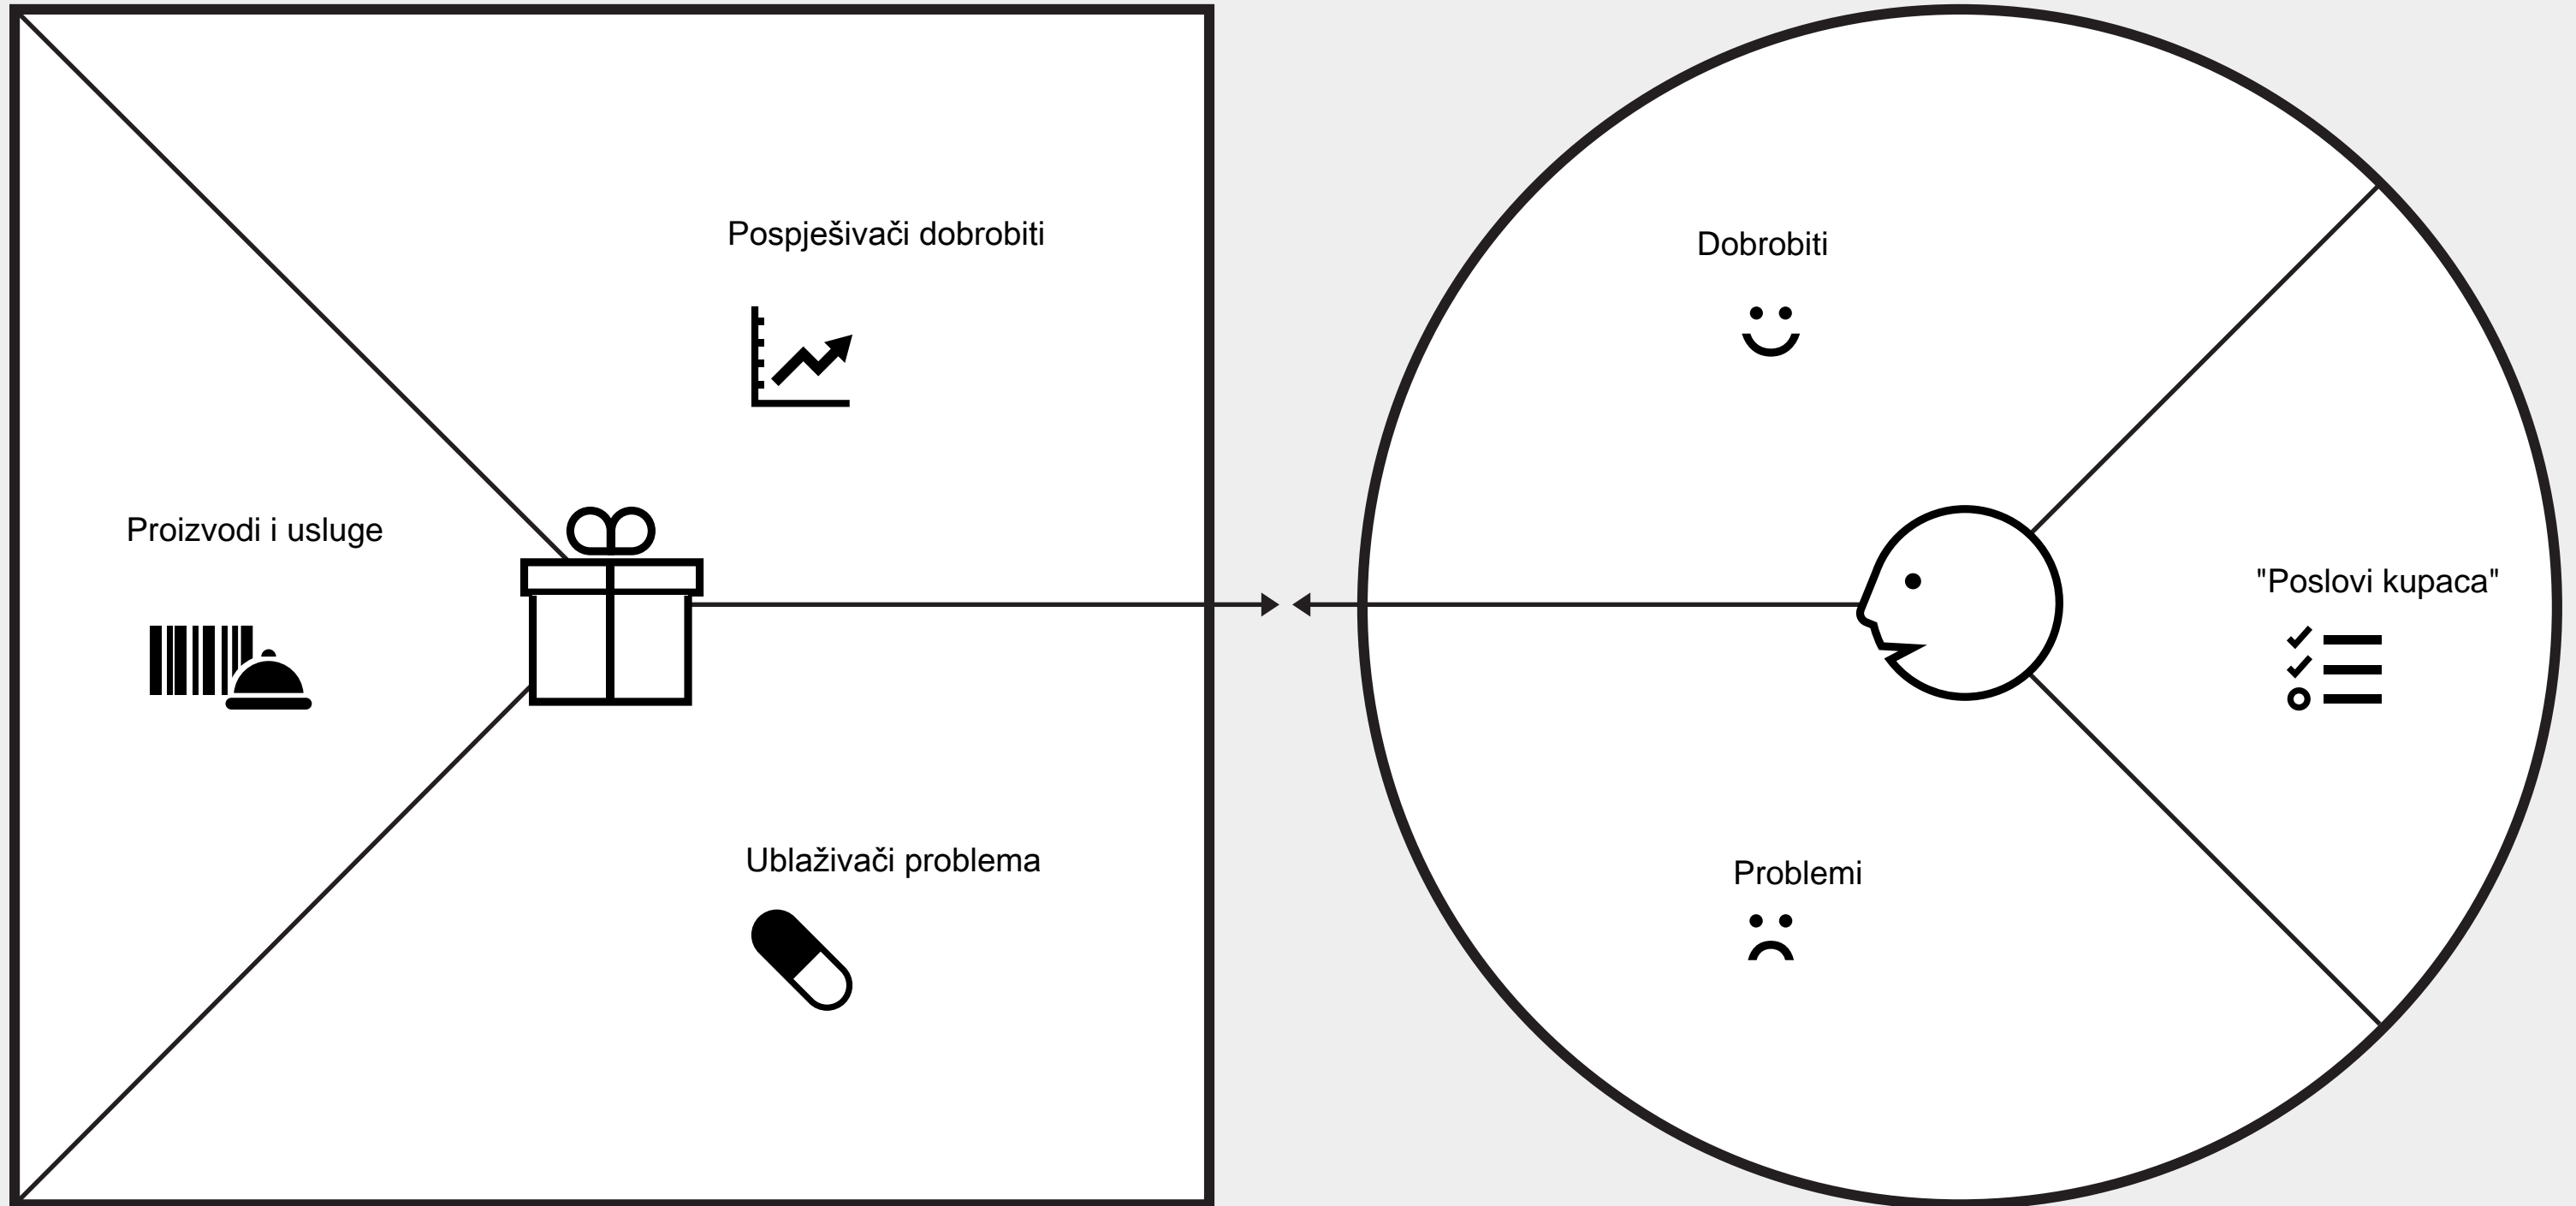 Pospješivači dobrobiti
Proizvodi i usluge
Ublaživači problema
Dobrobiti
"Poslovi kupaca"
Problemi